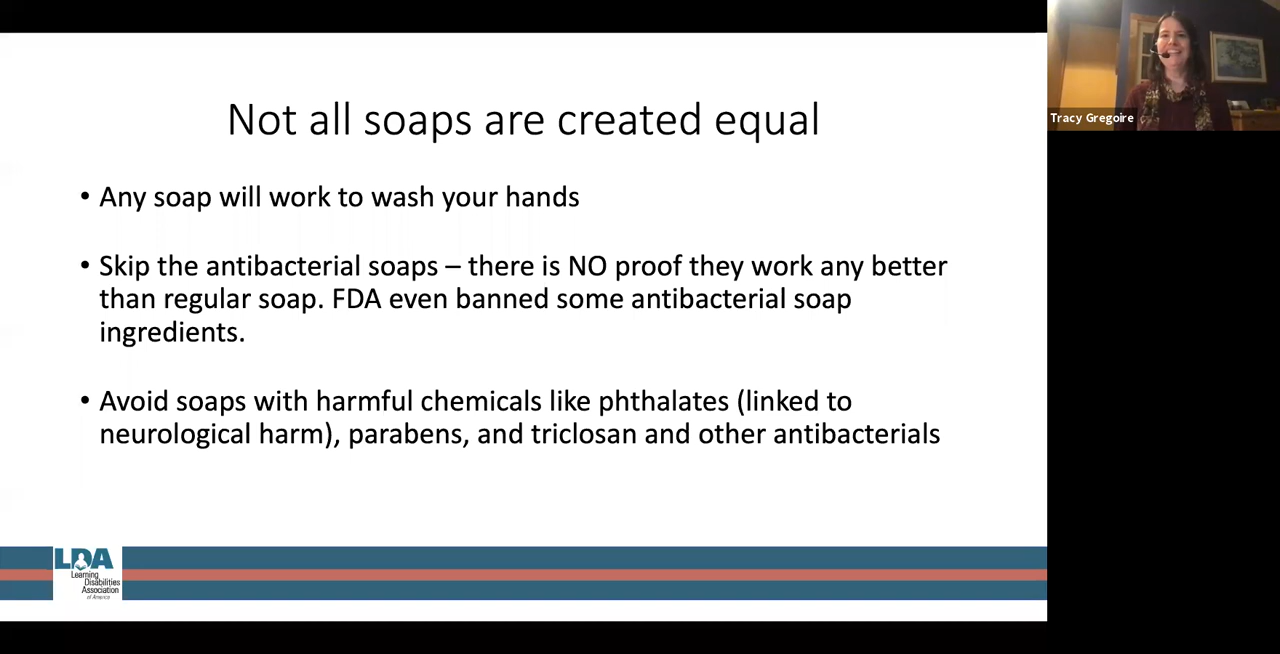 Not all soaps are created equal
• Any soap will work to wash your hands
• Skip the antibacterial soaps – there is NO proof they work any better
than regular soap. FDA even banned some antibacterial soap
ingredients.
• Avoid soaps with harmful chemicals like phthalates (linked to
neurological harm), parabens, and triclosan and other antibacterials
LDA
Learning
Disabilities
Association
of America
Tracy Gregoire